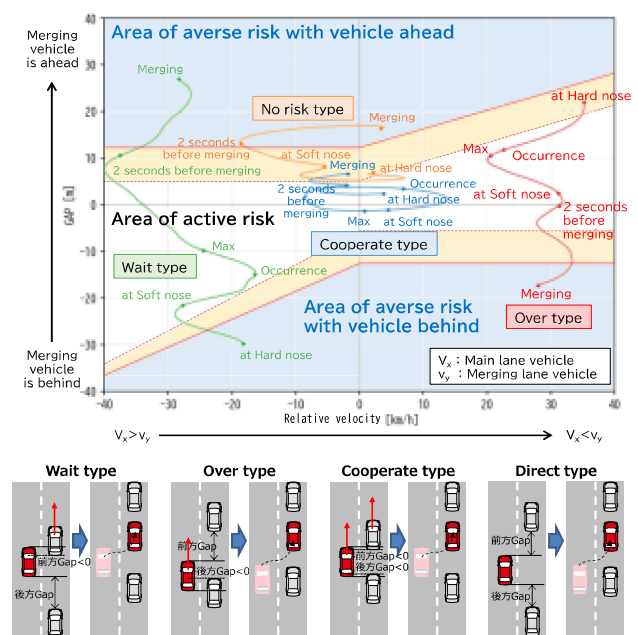 Merging
vehicle
is ahead
Merging
vehicle
is behind
GAP [m]
40
30
20
10
0
-10
-20
-30
-40
Area of averse risk with vehicle ahead
Merging
No risk type
Merging
at Hard nose
2 seconds
before merging
at Soft nose
Merging
at Hard nose
Max
Occurrence
2 seconds before merging
2 seconds
before
merging
Occurrence
at Hard nose
at Soft nose
Max
at Soft nose
2 seconds
before
merging
Area of active risk
Max
Cooperate type
Wait type
Occurrence
at Soft nose
Area of averse risk
with vehicle behind
Merging
Over type
at Hard nose
Vx：Main lane vehicle
vy：Merging lane vehicle
-40 -30 -20 -10 0 10 20 30 40
Relative velocity [km/h]
Vx>vy
Vx<vy
Wait type
Over type
Cooperate type
Direct type
前方Gap<0
後方Gap
前方Gap
後方Gap<0
前方Gap<0
後方Gap<0
前方Gap
後方Gap